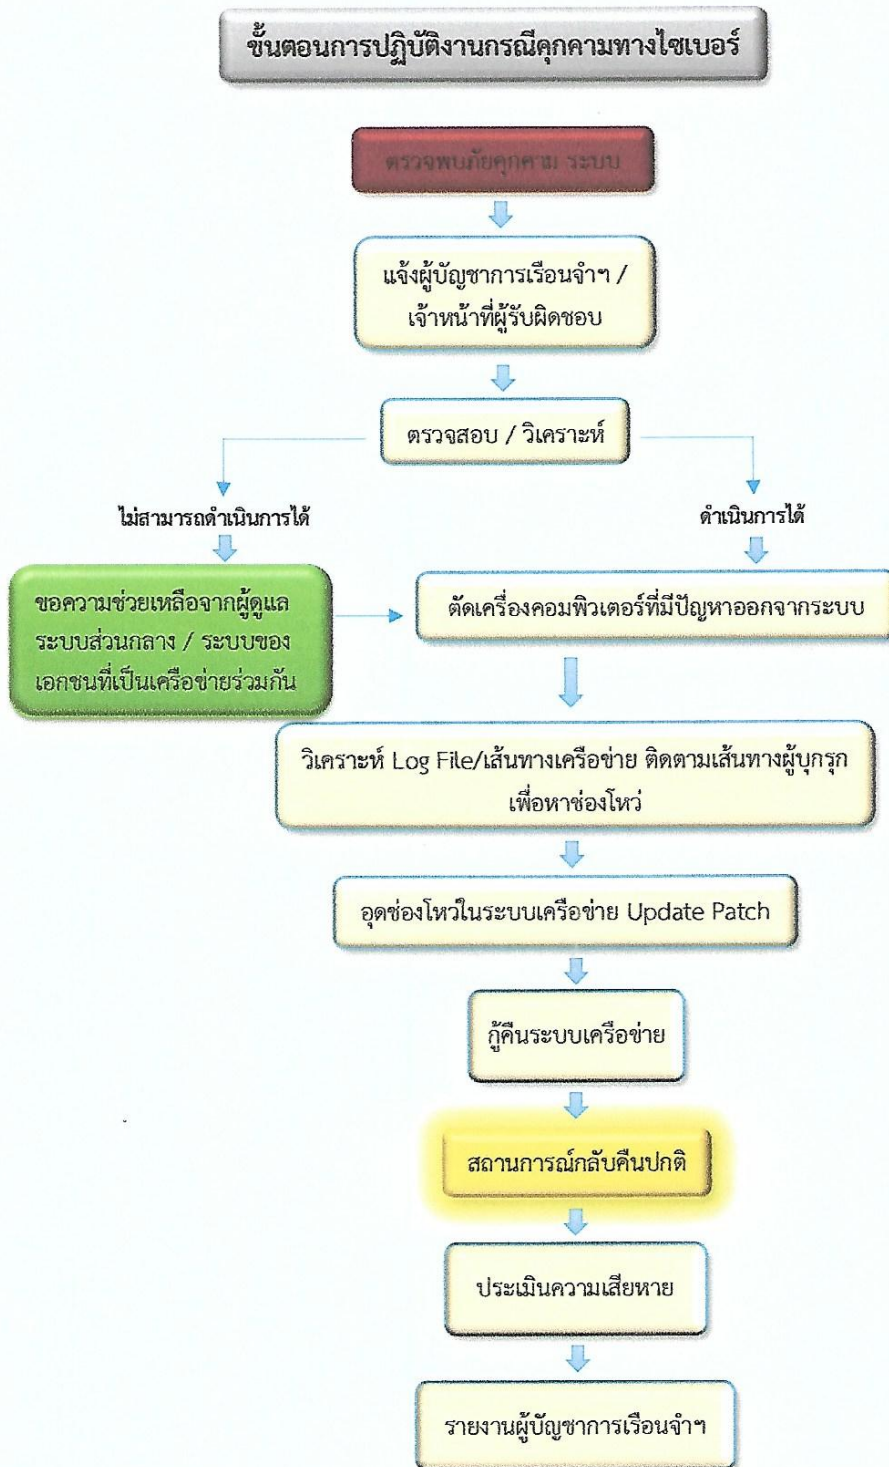 ขั้นตอนการปฏิบัติงานกรณีคุกคามทางไซเบอร์
ตรวจพบภัยคุกคาม ระบบ
แจ้งผู้บัญชาการเรือนจำฯ /
เจ้าหน้าที่ผู้รับผิดชอบ
ตรวจสอบ / วิเคราะห์
ไม่สามารถดำเนินการได้
ดำเนินการได้
ขอความช่วยเหลือจากผู้ดูแล
ระบบส่วนกลาง / ระบบของ
เอกชนที่เป็นเครือข่ายร่วมกัน
ตัดเครื่องคอมพิวเตอร์ที่มีปัญหาออกจากระบบ
วิเคราะห์ Log File/เส้นทางเครือข่าย ติดตามเส้นทางผู้บุกรุก
เพื่อหาช่องโหว่
อุดช่องโหว่ในระบบเครือข่าย Update Patch
กู้คืนระบบเครือข่าย
สถานการณ์กลับคืนปกติ
ประเมินความเสียหาย
รายงานผู้บัญชาการเรือนจำฯ